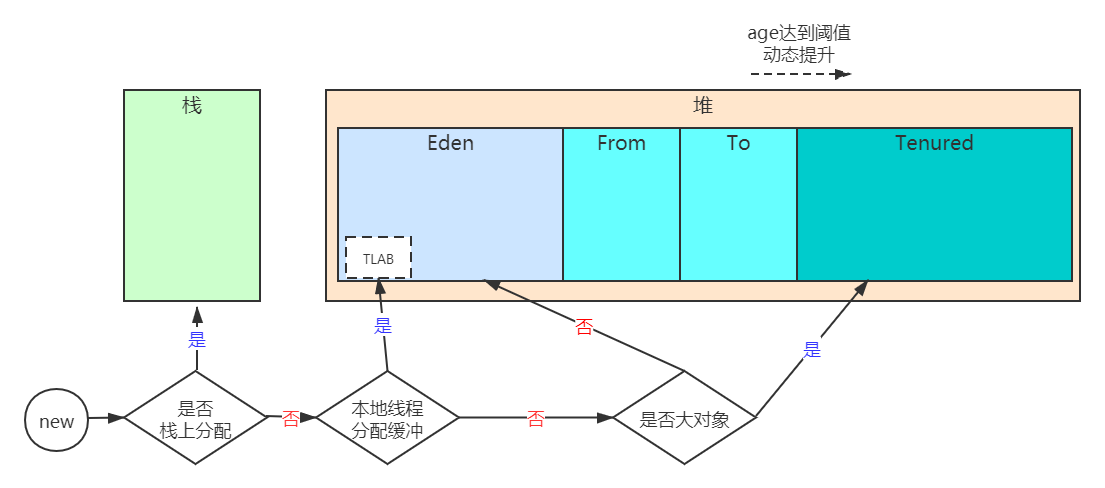 age达到阈值
动态提升
栈
堆
Eden
From
To
Tenured
TLAB
是
是
否
是
new
是否
栈上分配
否
本地线程
分配缓冲
否
是否大对象